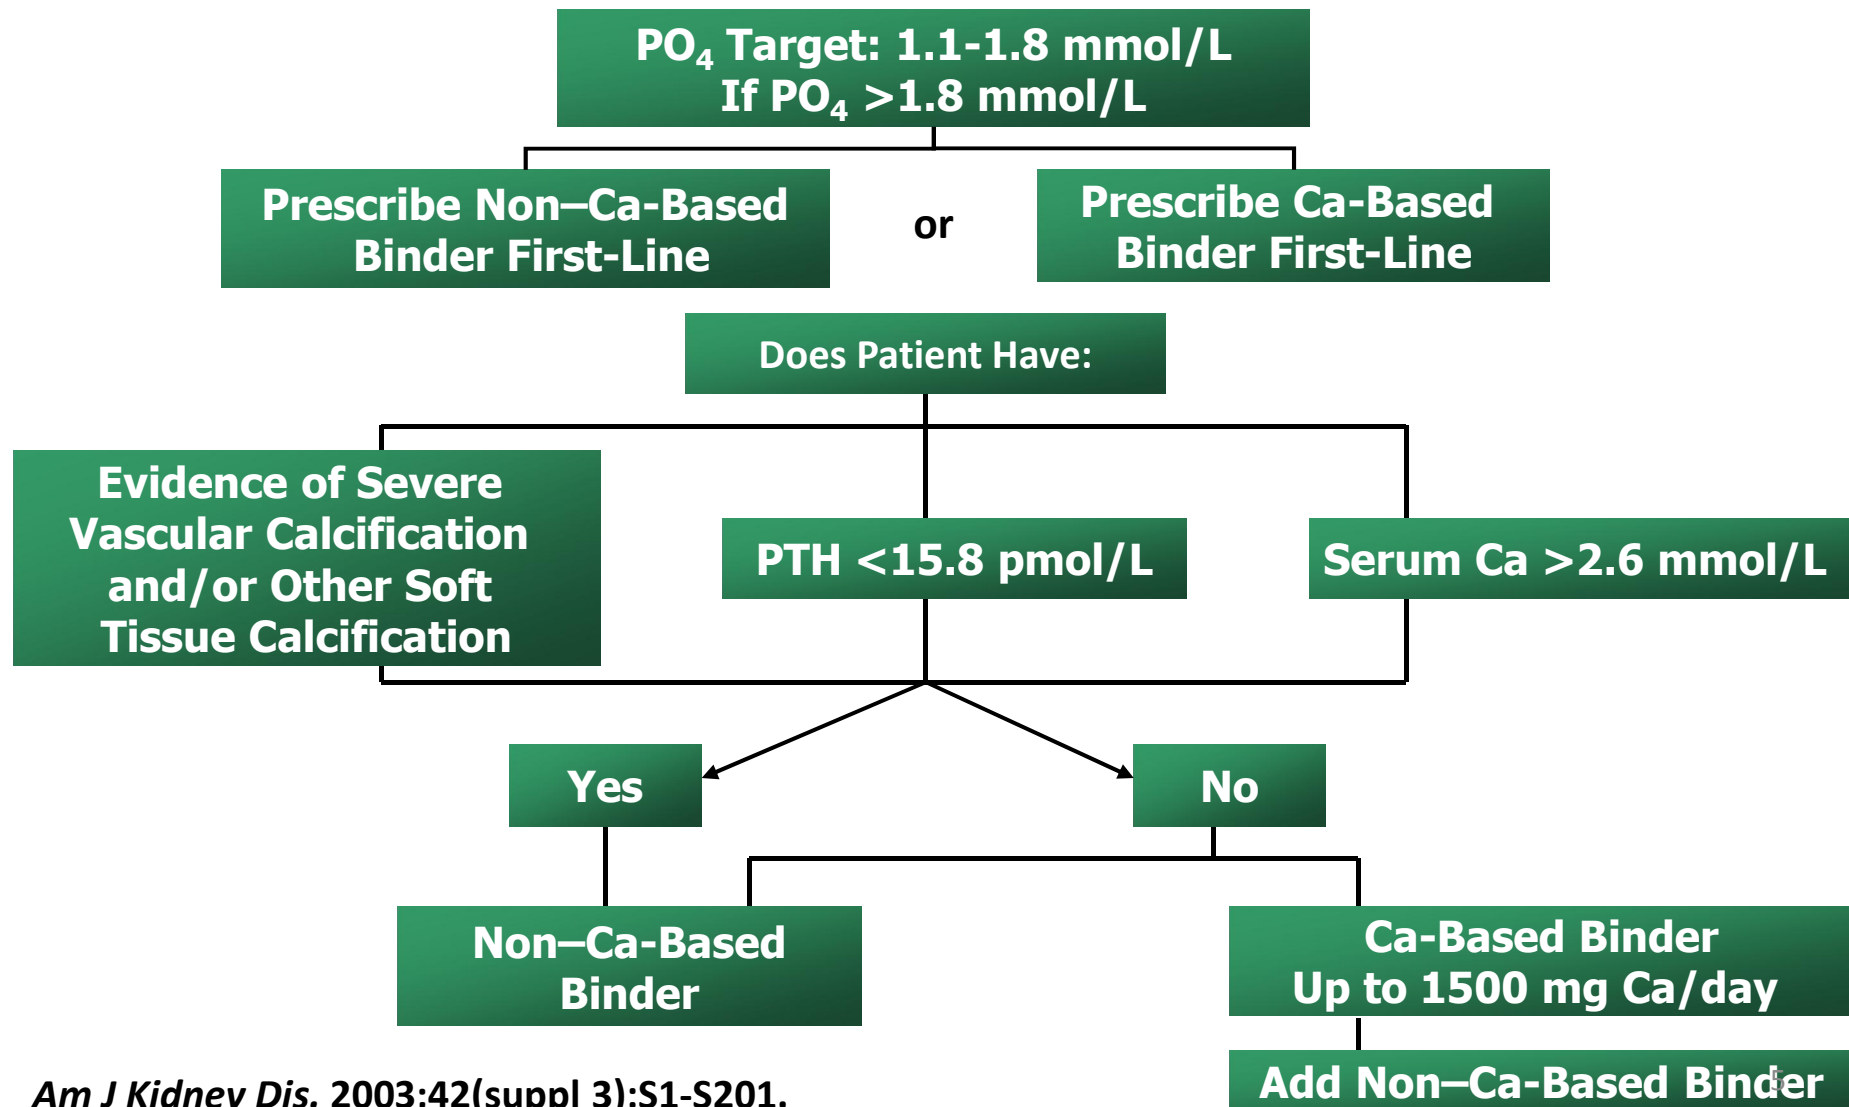 PO₄ Target: 1.1-1.8 mmol/L
If PO₄ >1.8 mmol/L
Prescribe Non–Ca-Based
Binder First-Line
or
Prescribe Ca-Based
Binder First-Line
Does Patient Have:
Evidence of Severe
Vascular Calcification
and/or Other Soft
Tissue Calcification
PTH <15.8 pmol/L
Serum Ca >2.6 mmol/L
Yes
No
Non–Ca-Based
Binder
Ca-Based Binder
Up to 1500 mg Ca/day
Add Non–Ca-Based Binder
5
Am J Kidney Dis. 2003:42(suppl 3):S1-S201.